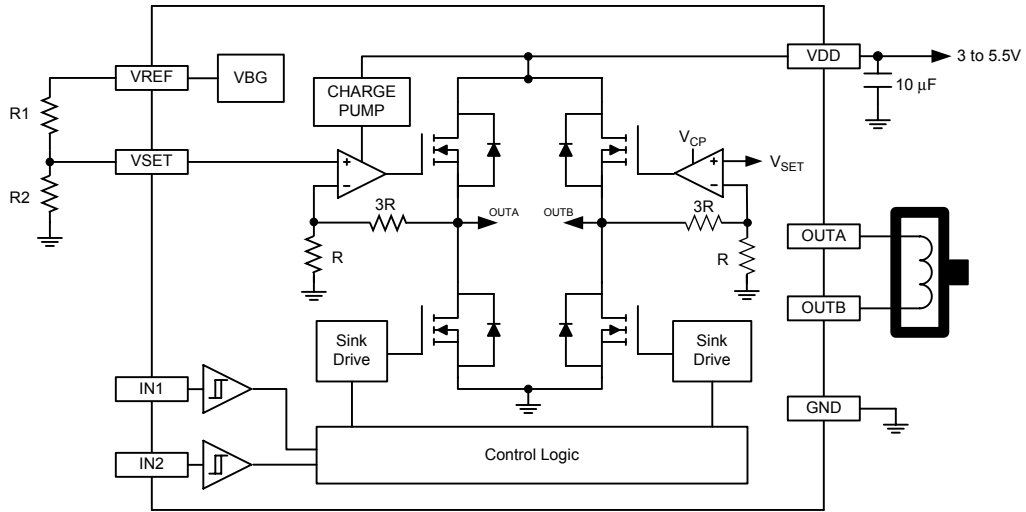 VREF
VBG
VDD
3 to 5.5V
10 μF
CHARGE
PUMP
R1
VSET
R2
+
−
VCP
+
−
VSET
3R
OUTA
OUTB
3R
R
R
OUTA
OUTB
Sink
Drive
Sink
Drive
IN1
GND
IN2
Control Logic